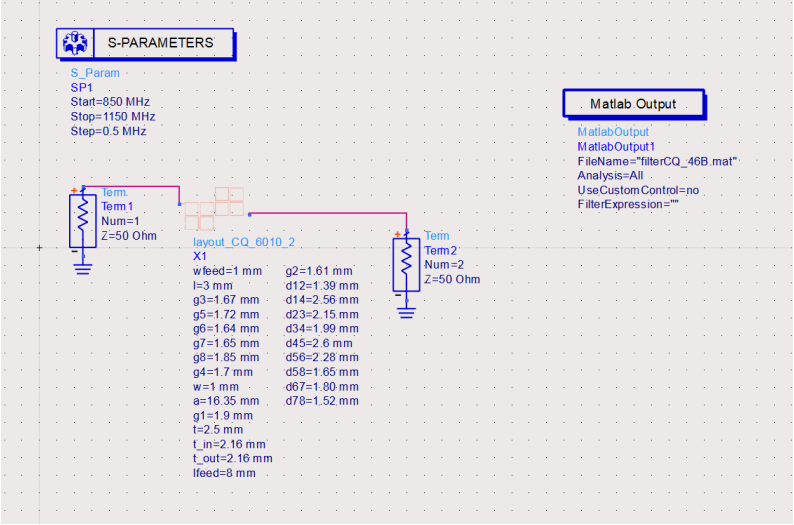 S-PARAMETERS
S_Param
SP1
Start=850 MHz
Stop=1150 MHz
Step=0.5 MHz
Matlab Output
MatlabOutput
MatlabOutput1
FileName="filterCQ_46B.mat"
Analysis=All
UseCustomControl=no
FilterExpression=""
+
Term
Term1
Num=1
Z=50 Ohm
-
+
Term
Term2
Num=2
Z=50 Ohm
-
layout_CQ_6010_2
X1
wfeed=1 mm
l=3 mm
g3=1.67 mm
g5=1.72 mm
g6=1.64 mm
g7=1.65 mm
g8=1.85 mm
g4=1.7 mm
w=1 mm
a=16.35 mm
g1=1.9 mm
t=2.5 mm
t_in=2.16 mm
t_out=2.16 mm
lfeed=8 mm
g2=1.61 mm
d12=1.39 mm
d14=2.56 mm
d23=2.15 mm
d34=1.99 mm
d45=2.6 mm
d56=2.28 mm
d58=1.65 mm
d67=1.80 mm
d78=1.52 mm